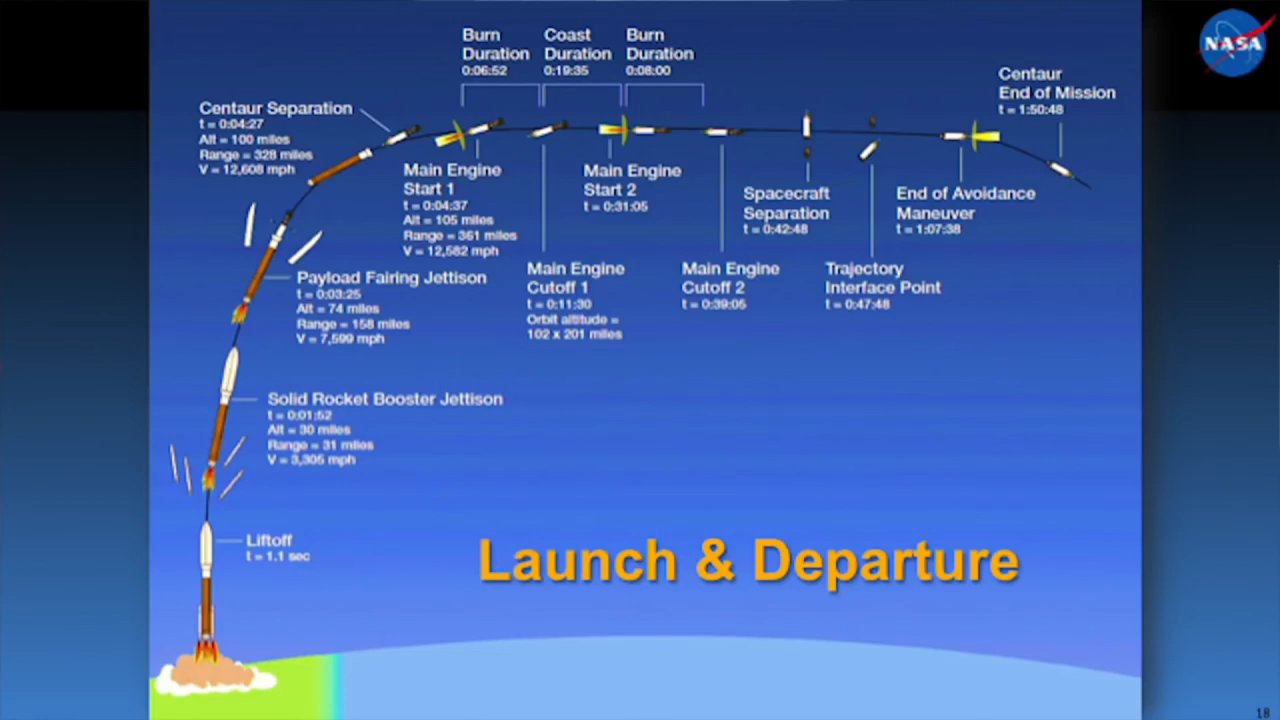 NASA
Burn
Duration
0:06:52
Coast
Duration
0:19:35
Burn
Duration
0:08:00
Centaur
End of Mission
t = 1:50:48
Centaur Separation
t = 0:04:27
Alt = 100 miles
Range = 328 miles
V = 12,608 mph
Main Engine
Start 1
t = 0:04:37
Alt = 105 miles
Range = 361 miles
V = 12,582 mph
Main Engine
Start 2
t = 0:31:05
Spacecraft
Separation
t = 0:42:48
End of Avoidance
Maneuver
t = 1:07:38
Main Engine
Cutoff 1
t = 0:11:30
Orbit altitude =
102 x 201 miles
Main Engine
Cutoff 2
t = 0:39:05
Trajectory
Interface Point
t = 0:47:48
Payload Fairing Jettison
t = 0:03:25
Alt = 74 miles
Range = 158 miles
V = 7,599 mph
Solid Rocket Booster Jettison
t = 0:01:52
Alt = 30 miles
Range = 31 miles
V = 3,305 mph
Liftoff
t = 1.1 sec
Launch & Departure
18